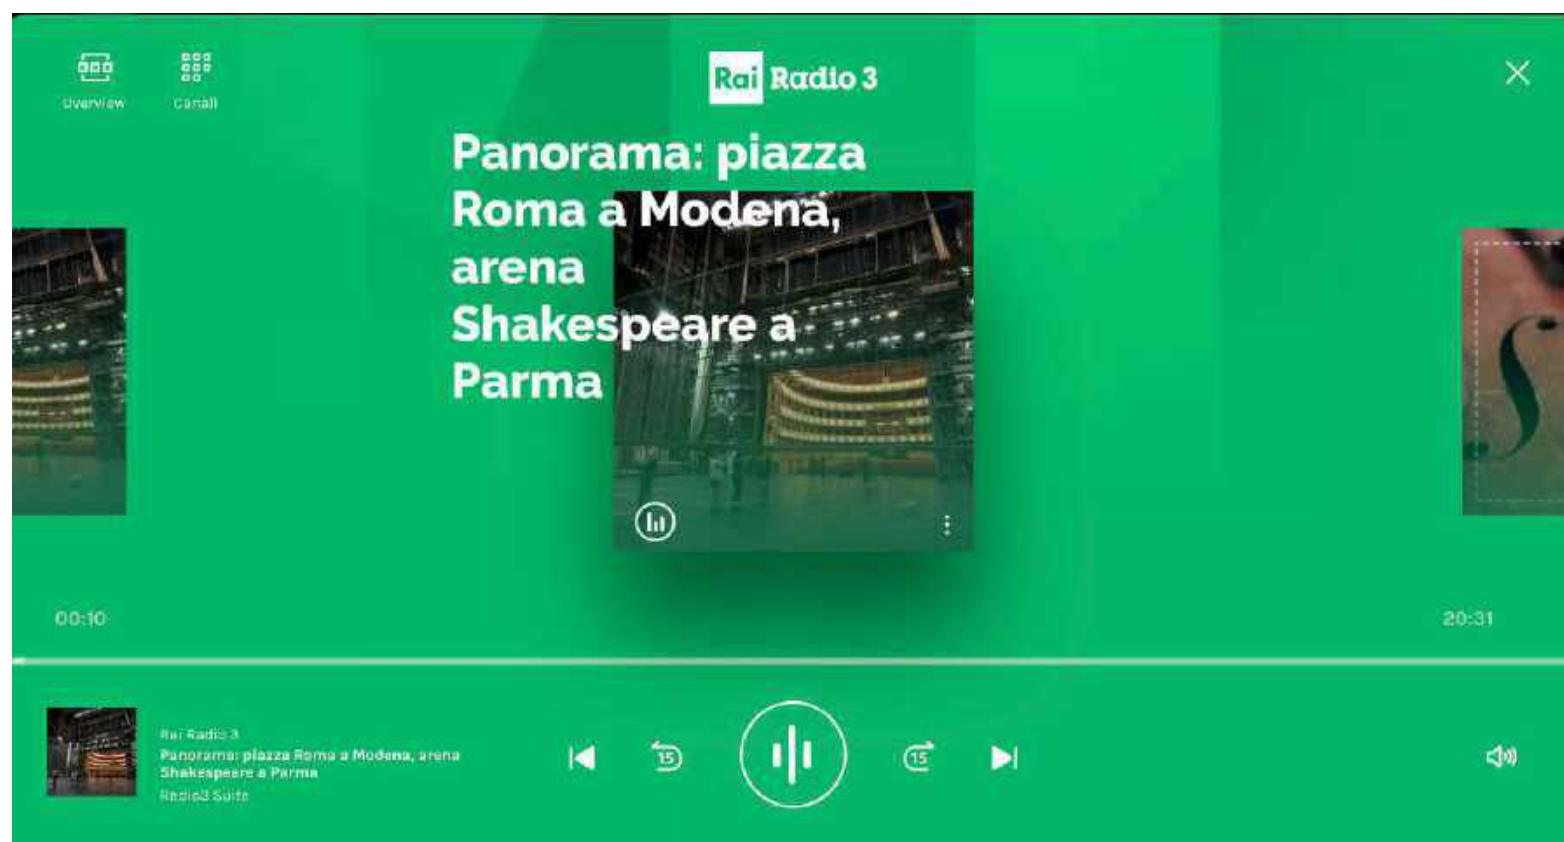 Overview
Canali
Rai Radio 3
Panorama: piazza
Roma a Modena,
arena
Shakespeare a
Parma
00:10
20:31
Rai Radio 3
Panorama: piazza Roma a Modena, arena
Shakespeare a Parma
Radio3 Suite
15
15